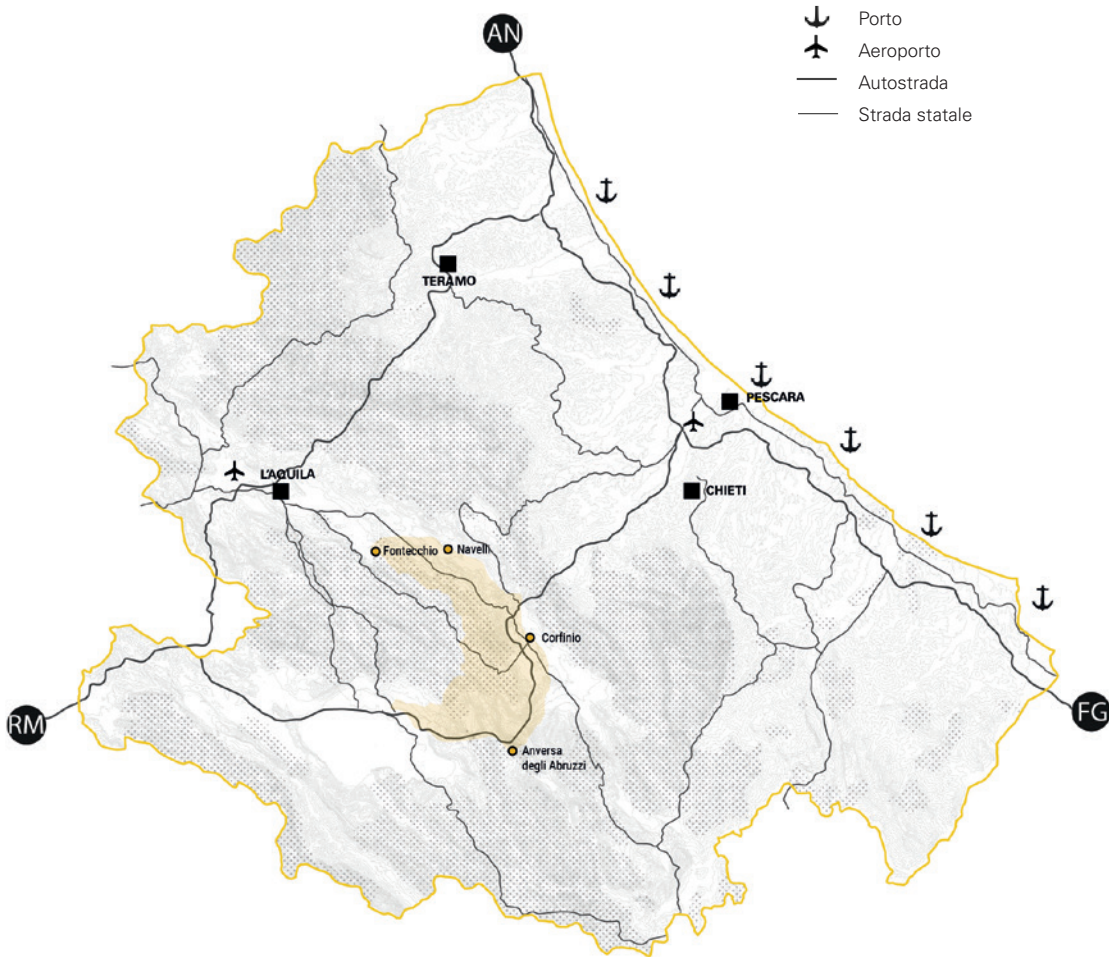 Porto
Aeroporto
Autostrada
Strada statale
AN
TERAMO
PESCARA
L'AQUILA
CHIETI
Fontecchio
Navelli
Corfinio
RM
FG
Anversa
degli Abruzzi